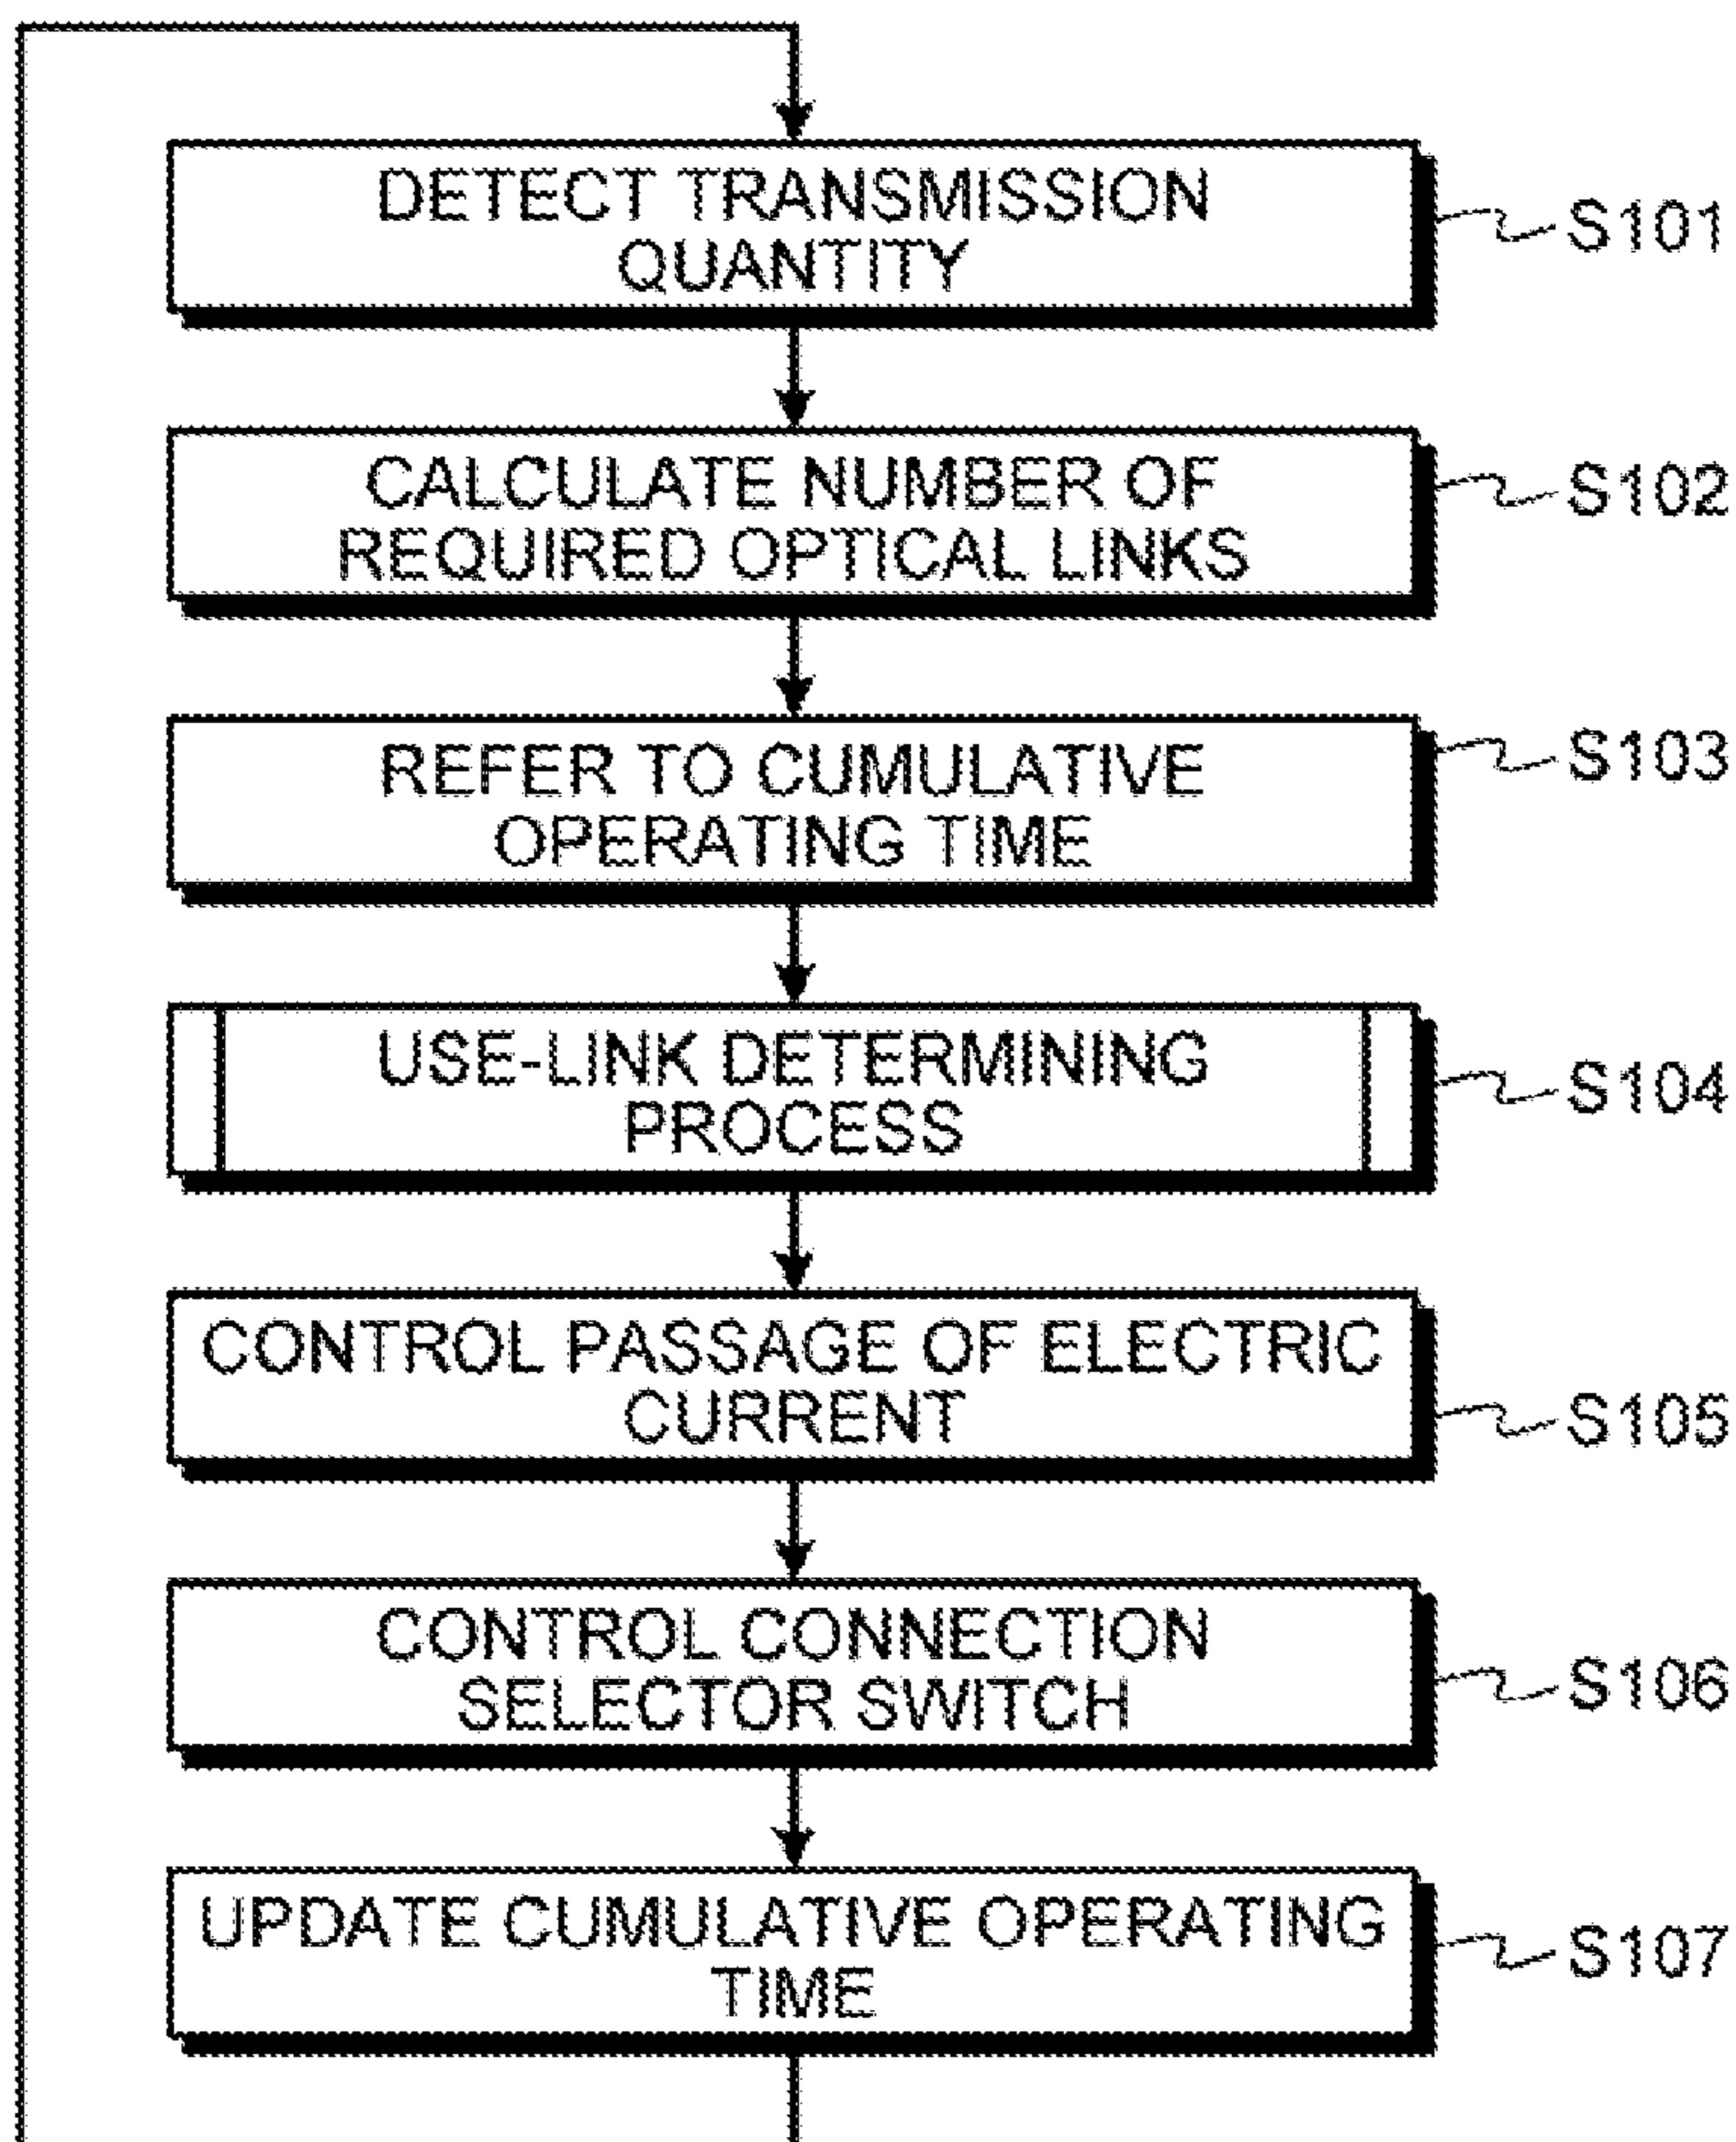 DETECT TRANSMISSION
QUANTITY
S101
CALCULATE NUMBER OF
REQUIRED OPTICAL LINKS
S102
REFER TO CUMULATIVE
OPERATING TIME
S103
USE-LINK DETERMINING
PROCESS
S104
CONTROL PASSAGE OF ELECTRIC
CURRENT
S105
CONTROL CONNECTION
SELECTOR SWITCH
S106
UPDATE CUMULATIVE OPERATING
TIME
S107